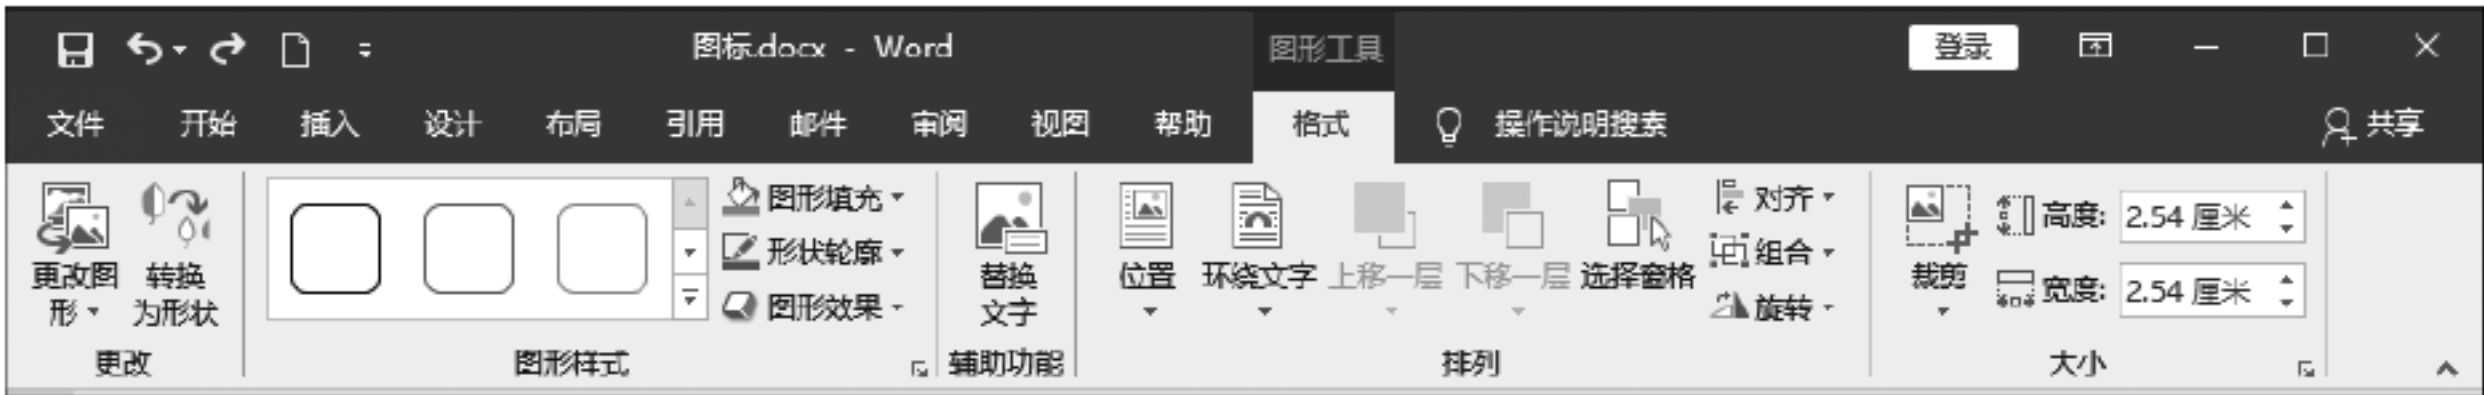 图标.docx - Word 图形工具 登录
文件 开始 插入 设计 布局 引用 邮件 审阅 视图 帮助 格式 操作说明搜索 共享
更改图形
转换为形状
更改
图形填充
形状轮廓
图形效果
图形样式
替换文字
辅助功能
位置
环绕文字
上移一层
下移一层
选择窗格
对齐
组合
旋转
排列
裁剪
高度: 2.54 厘米
宽度: 2.54 厘米
大小